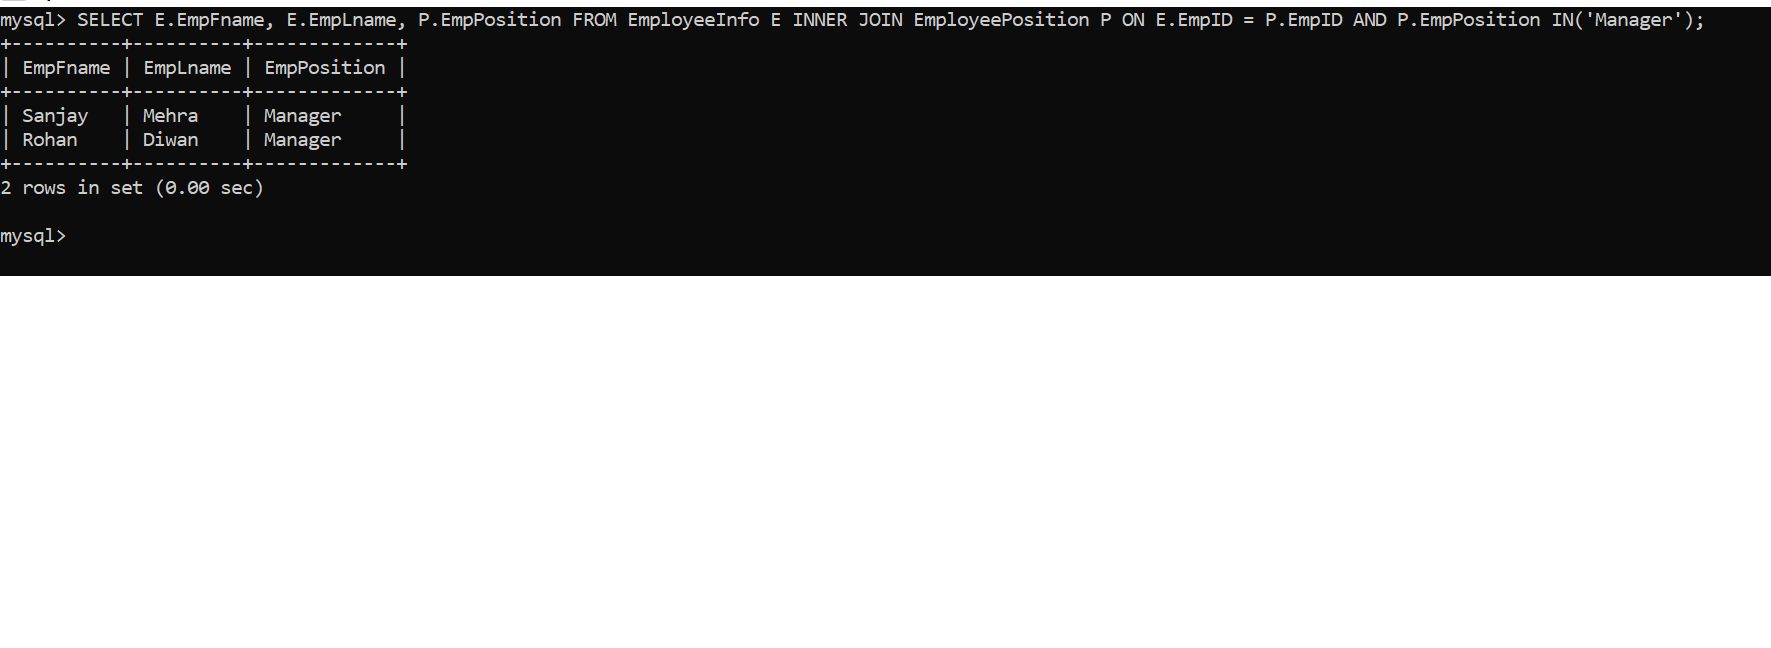 mysql> SELECT E.EmpFname, E.EmpLname, P.EmpPosition FROM EmployeeInfo E INNER JOIN EmployeePosition P ON E.EmpID = P.EmpID AND P.EmpPosition IN('Manager');
+----------+----------+-------------+
| EmpFname | EmpLname | EmpPosition |
+----------+----------+-------------+
| Sanjay   | Mehra    | Manager     |
| Rohan    | Diwan    | Manager     |
+----------+----------+-------------+
2 rows in set (0.00 sec)
mysql>